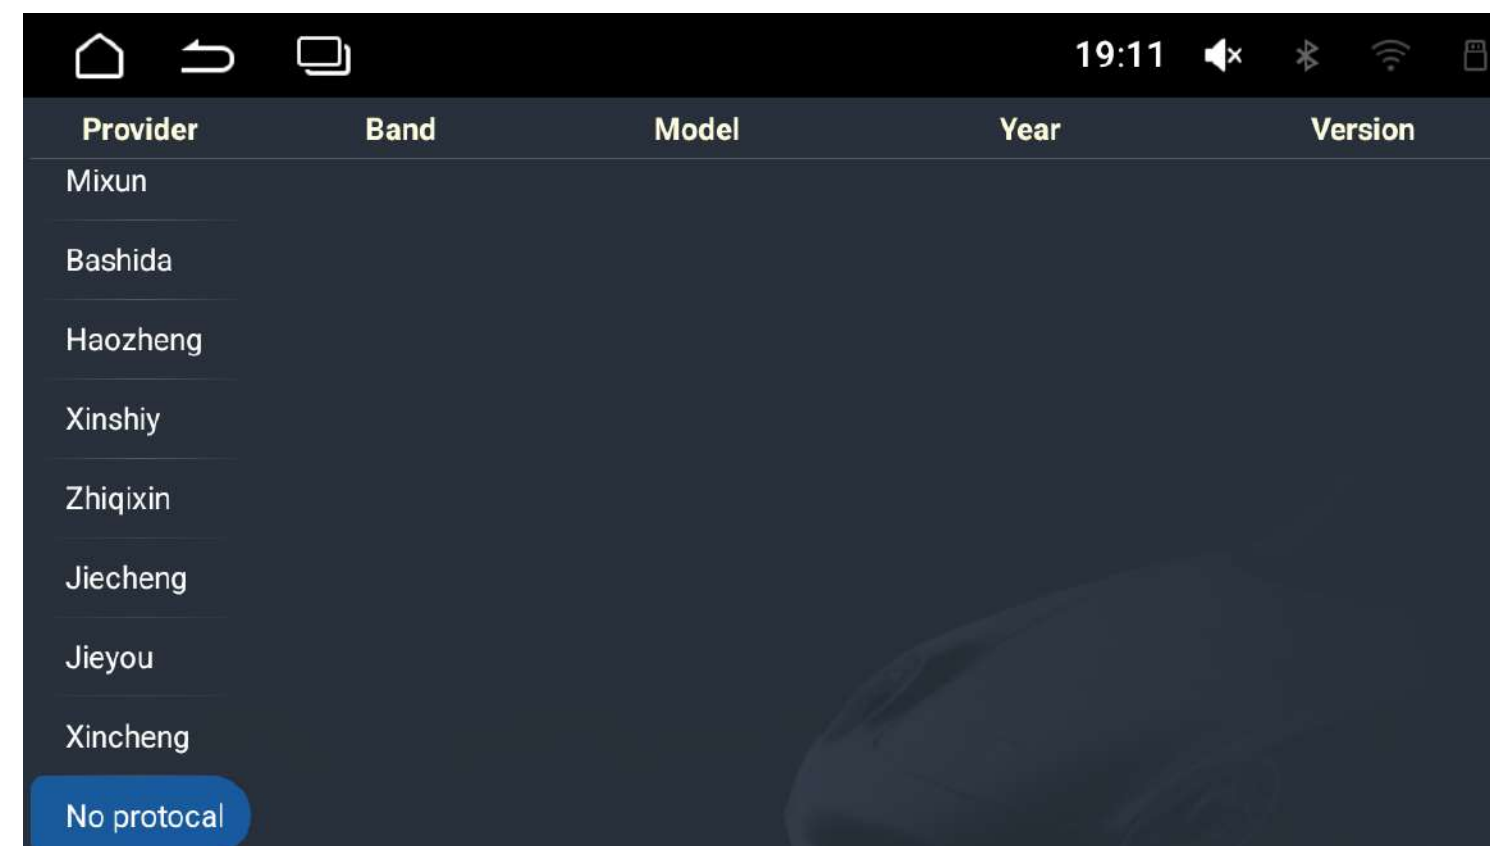 19:11
Provider Band Model Year Version
Mixun
Bashida
Haozheng
Xinshiy
Zhiqixin
Jiecheng
Jieyou
Xincheng
No protocal